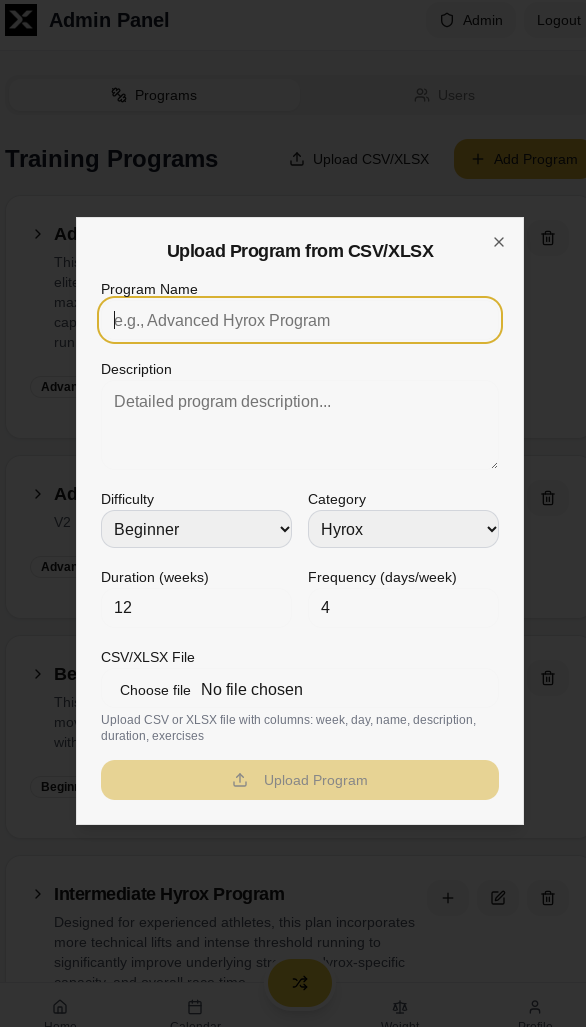 Admin Panel
Admin
Logout
Programs
Users
Training Programs
Upload CSV/XLSX
Add Program
Ad
This
elite
max
cap
run
Advan
Ad
V2
Advan
Be
This
mov
with
Beginn
Upload Program from CSV/XLSX
Program Name
e.g., Advanced Hyrox Program
Description
Detailed program description...
Difficulty
Category
Beginner
Hyrox
Duration (weeks)
Frequency (days/week)
12
4
CSV/XLSX File
Choose file No file chosen
Upload CSV or XLSX file with columns: week, day, name, description,
duration, exercises
Upload Program
Intermediate Hyrox Program
Designed for experienced athletes, this plan incorporates
more technical lifts and intense threshold running to
significantly improve underlying stre yrox-specific
capacity, and overall race time.
Home
Calendar
Weight
Profile